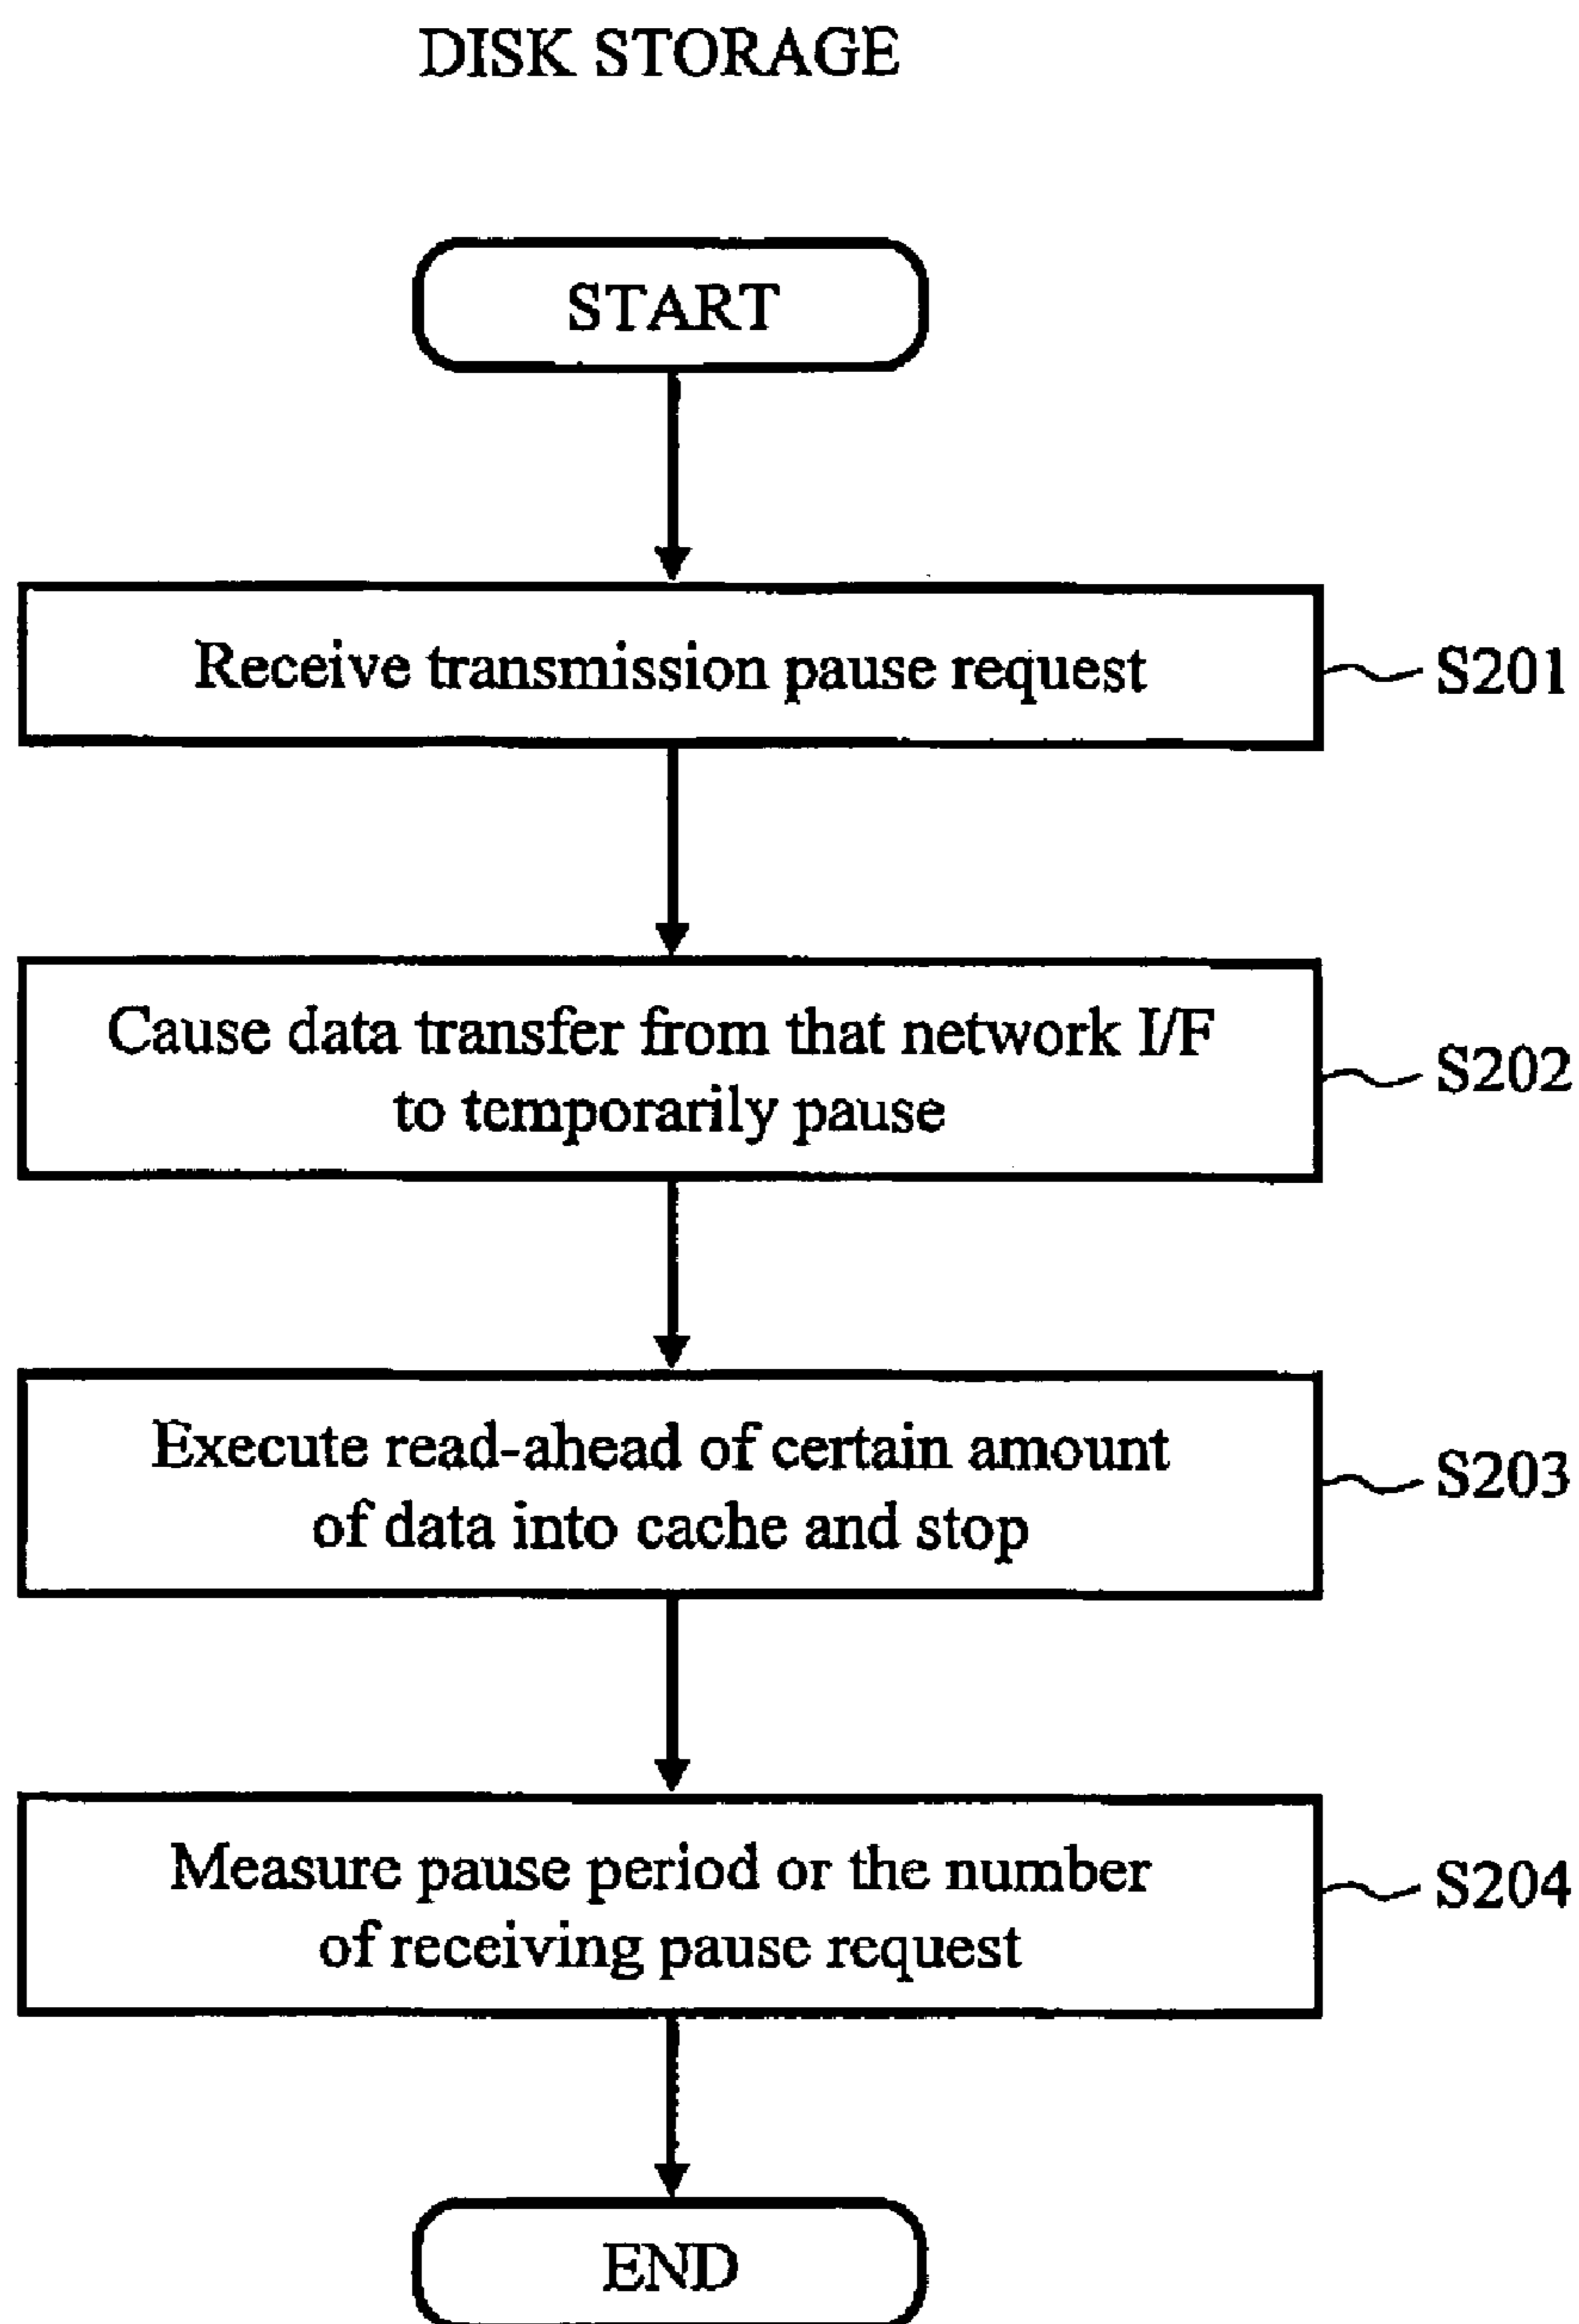 DISK STORAGE
START
Receive transmission pause request
S201
Cause data transfer from that network I/F
to temporarily pause
S202
Execute read-ahead of certain amount
of data into cache and stop
S203
Measure pause period or the number
of receiving pause request
S204
END